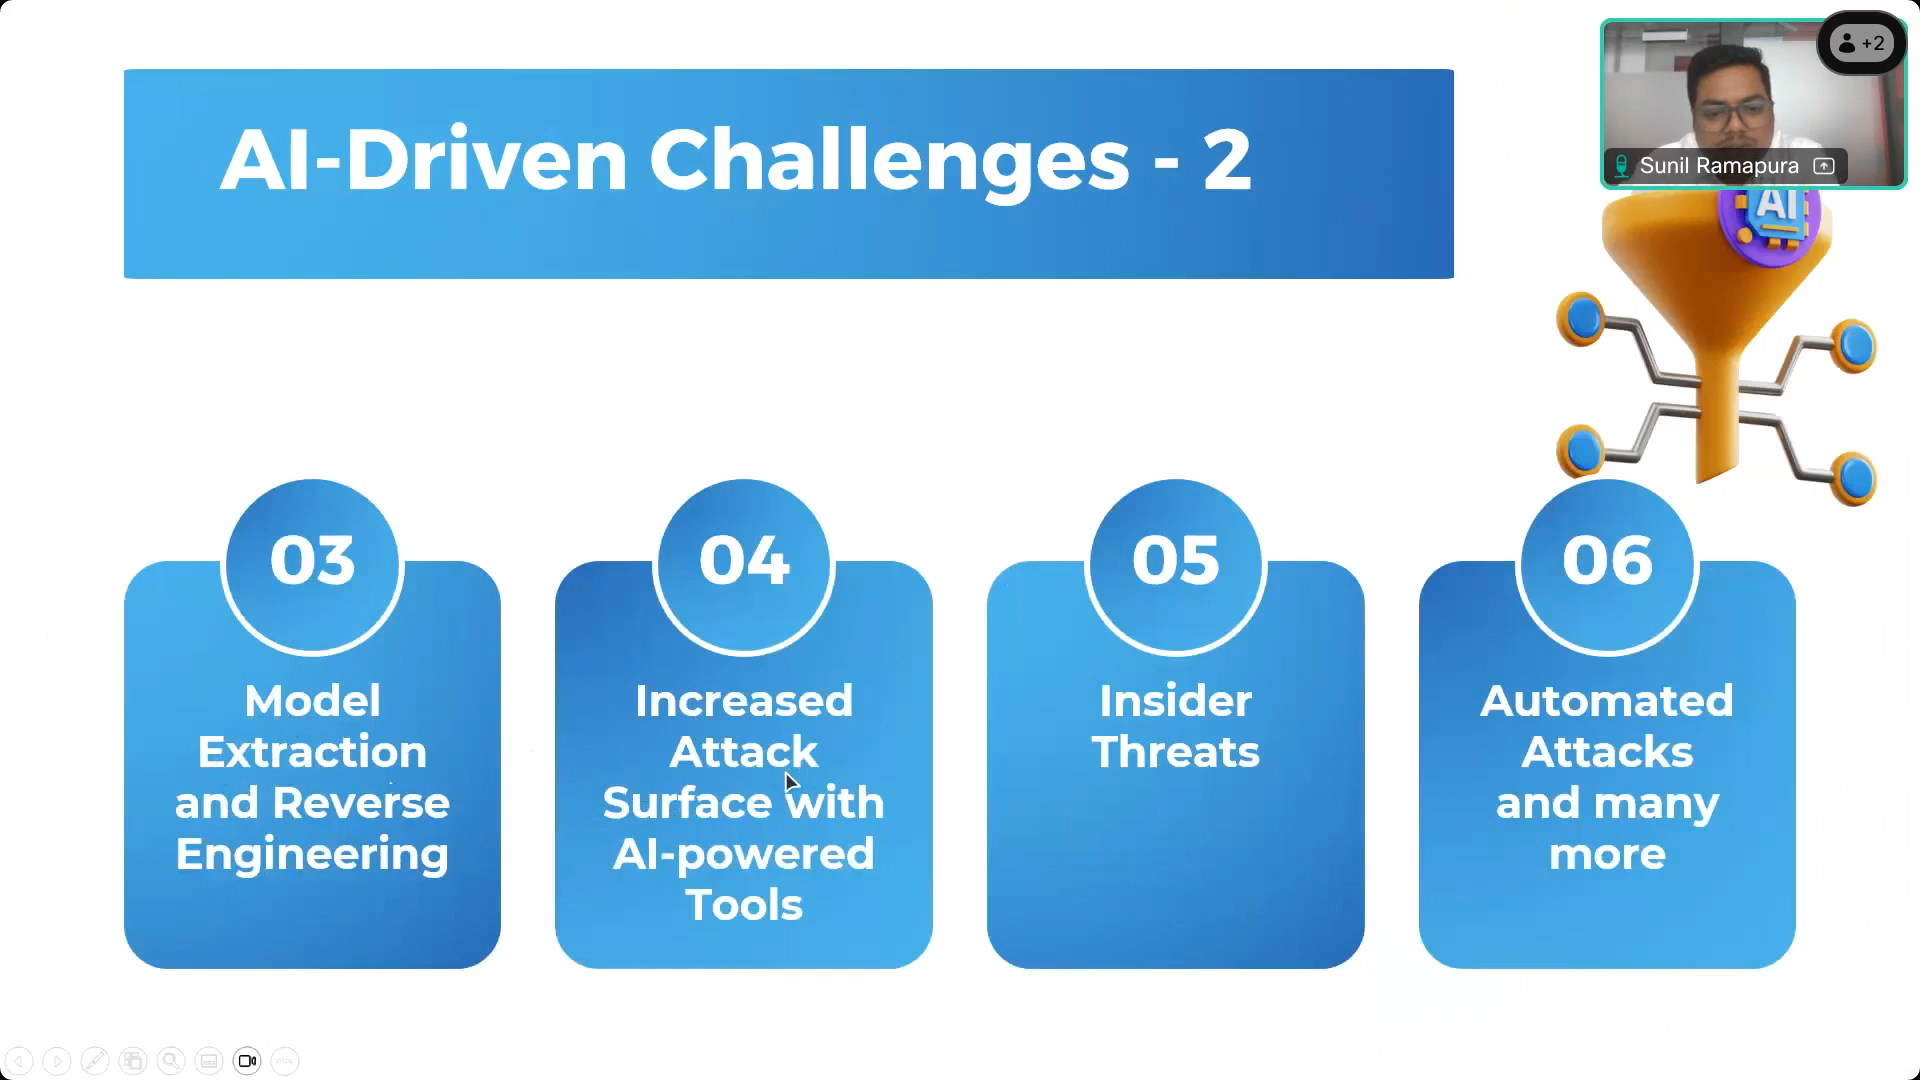 AI-Driven Challenges - 2
+2
Sunil Ramapura
AI
03
Model
Extraction
and Reverse
Engineering
04
Increased
Attack
Surface with
AI-powered
Tools
05
Insider
Threats
06
Automated
Attacks
and many
more